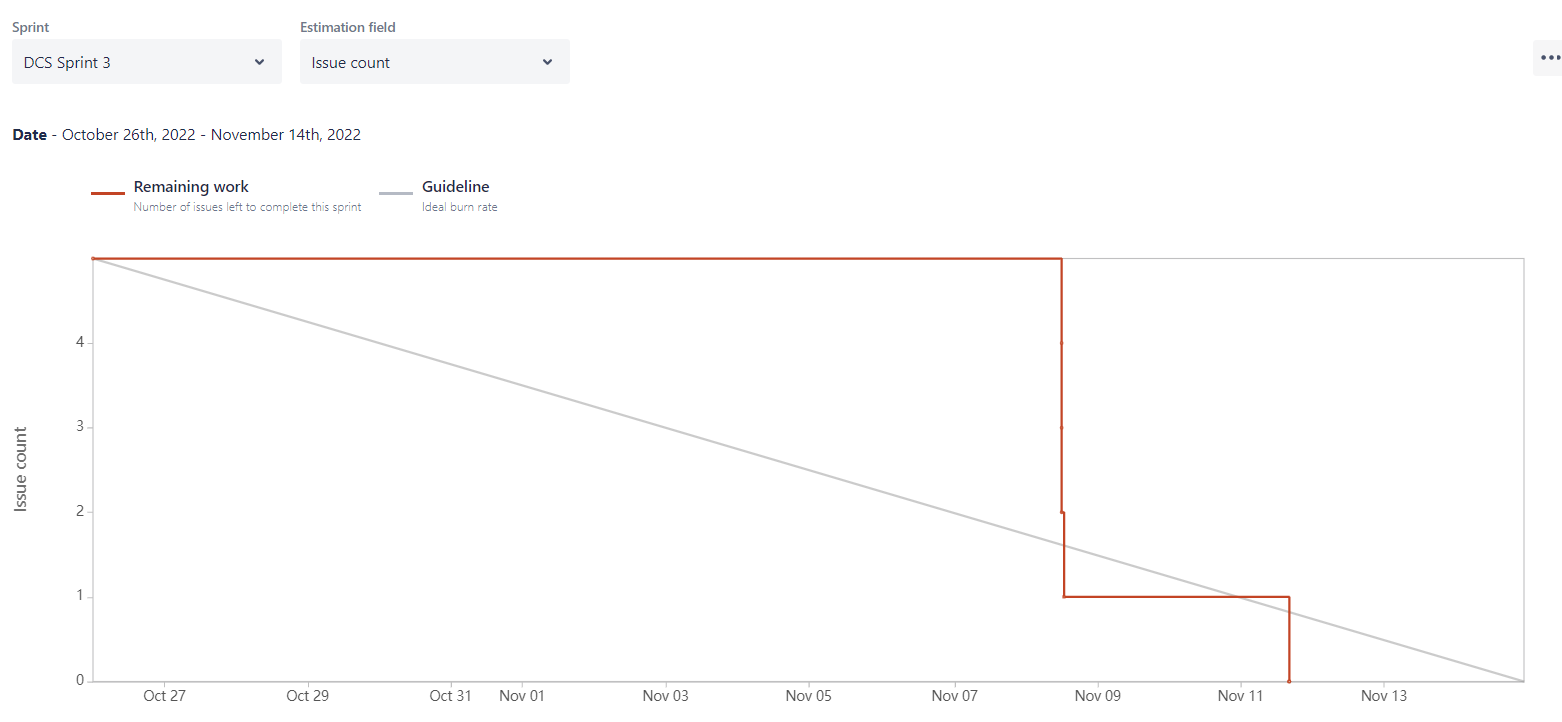 Sprint Estimation field
DCS Sprint 3 Issue count
Date - October 26th, 2022 - November 14th, 2022
Remaining work Guideline
Number of issues left to complete this sprint Ideal burn rate
4
3
2
1
0
Issue count
Oct 27 Oct 29 Oct 31 Nov 01 Nov 03 Nov 05 Nov 07 Nov 09 Nov 11 Nov 13